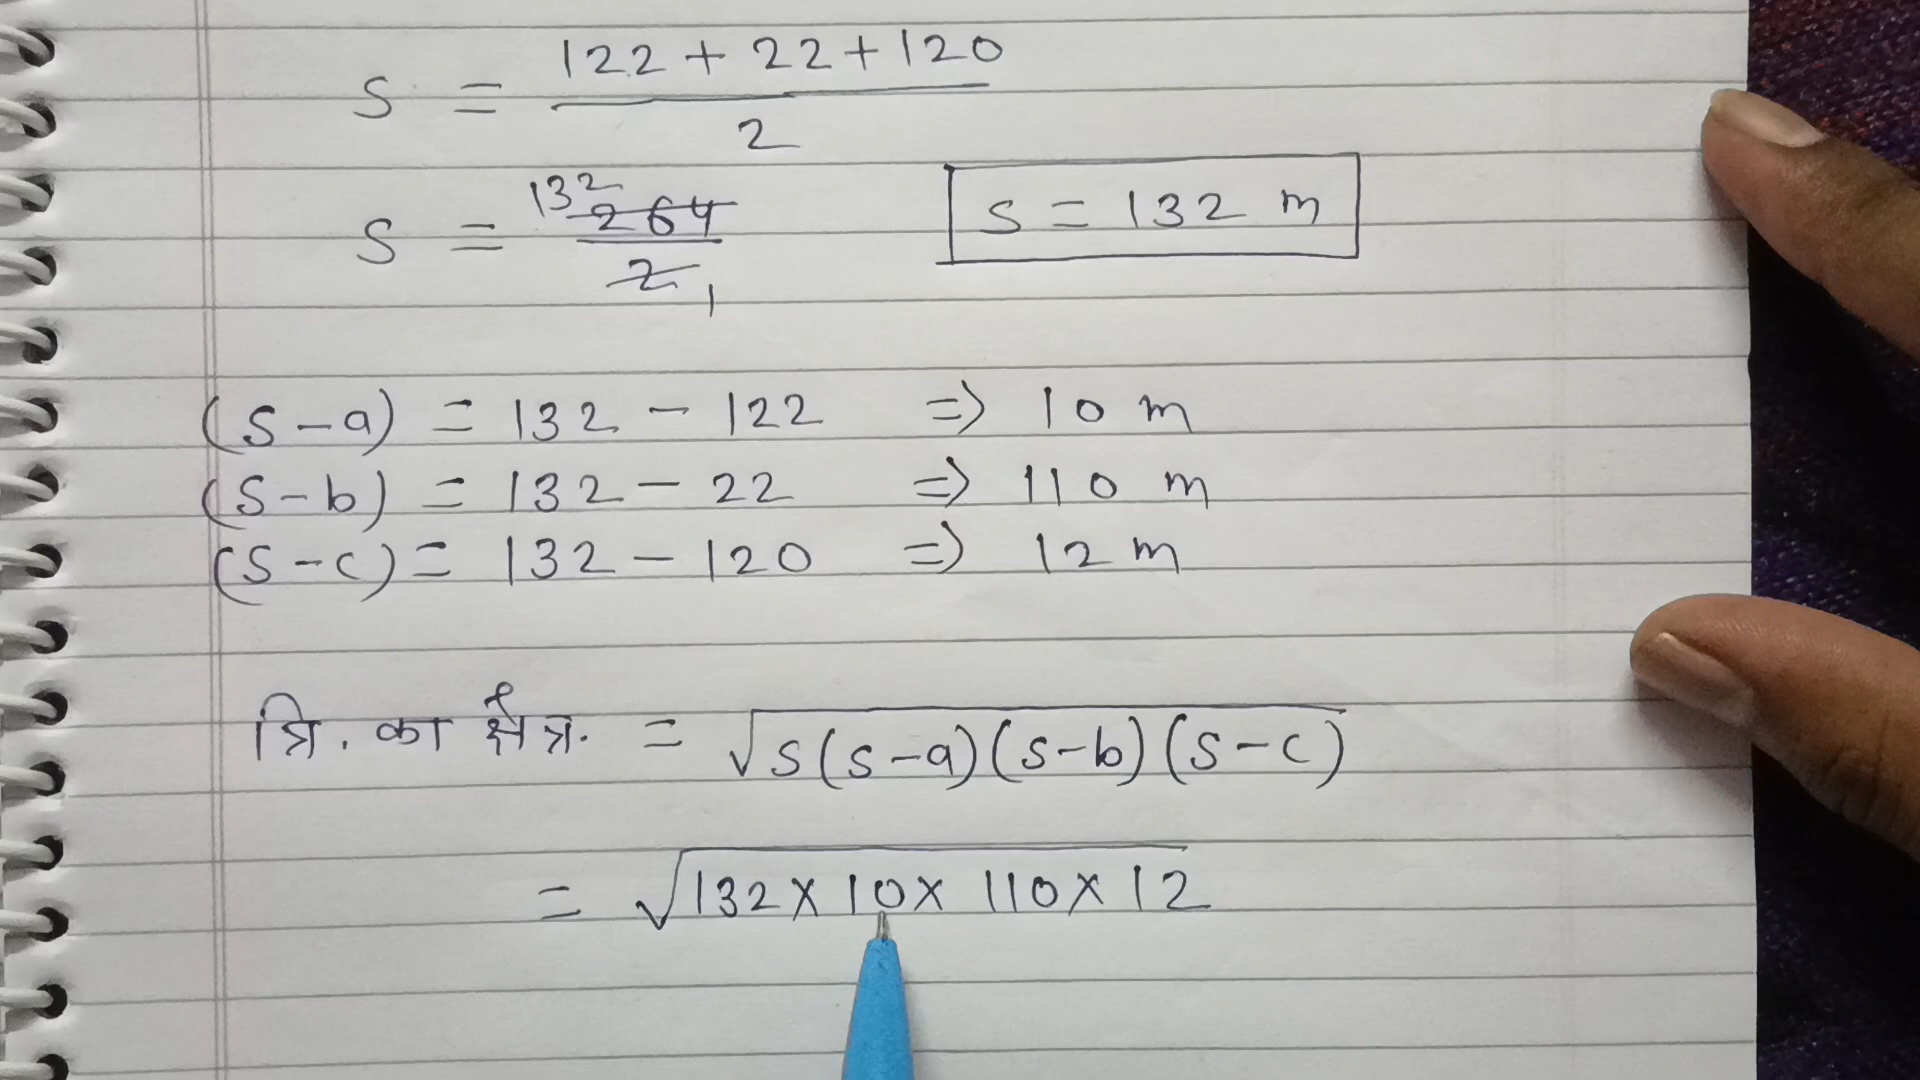 S = 122 + 22 + 120 / 2
S = 132 264 / 2 1 S = 132 m
(S - a) = 132 - 122 => 10 m
(S - b) = 132 - 22 => 110 m
(S - c) = 132 - 120 => 12 m
त्रि. का क्षेत्र. = √S(S-a)(S-b)(S-c)
= √132 × 10 × 110 × 12